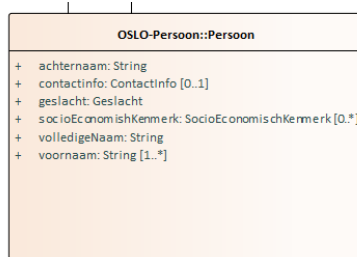 OSLO-Persoon::Persoon
+ achternaam: String
+ contactinfo: ContactInfo [0..1]
+ geslacht: Geslacht
+ socioEconomishKenmerk: SocioEconomischKenmerk [0..*]
+ volledigeNaam: String
+ voornaam: String [1..*]